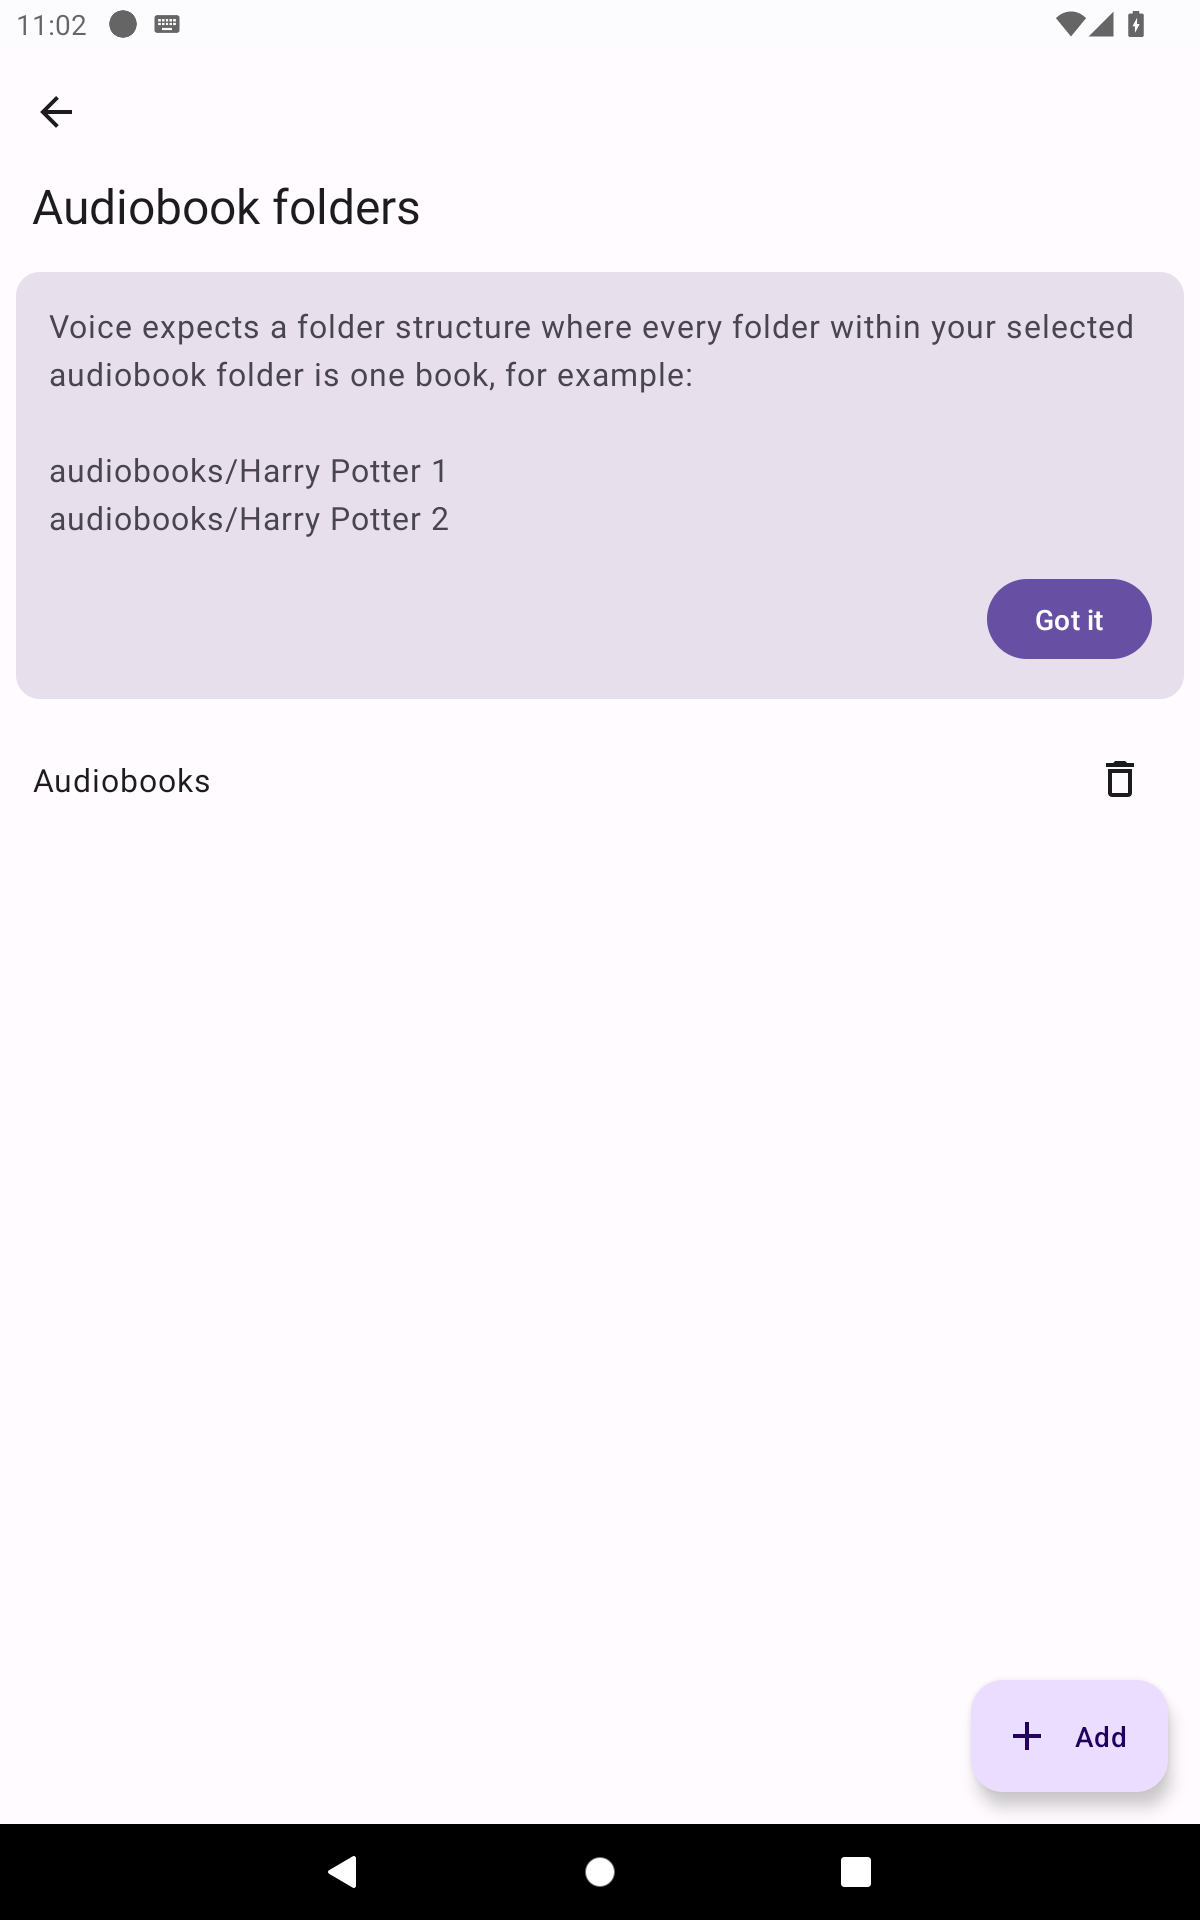 11:02
Audiobook folders
Voice expects a folder structure where every folder within your selected
audiobook folder is one book, for example:
audiobooks/Harry Potter 1
audiobooks/Harry Potter 2
Got it
Audiobooks
Add